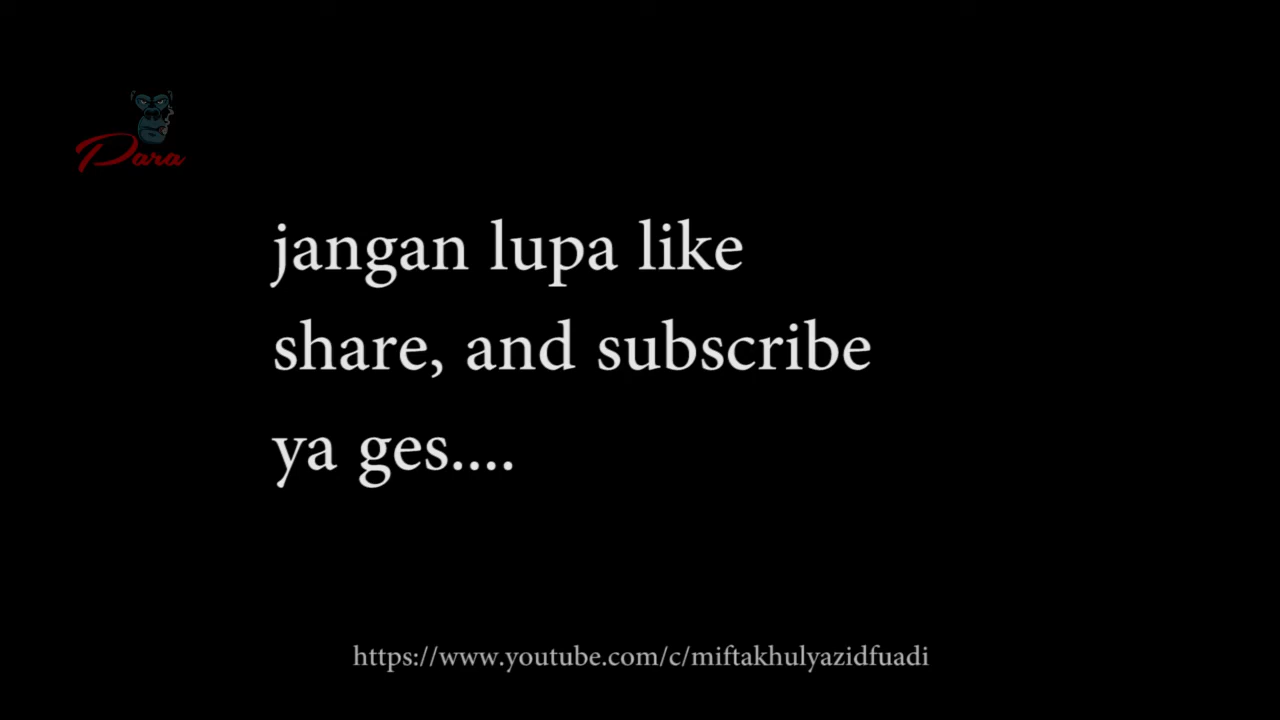 Para
jangan lupa like
share, and subscribe
ya ges....
https://www.youtube.com/c/miftakhulyazidfuadi